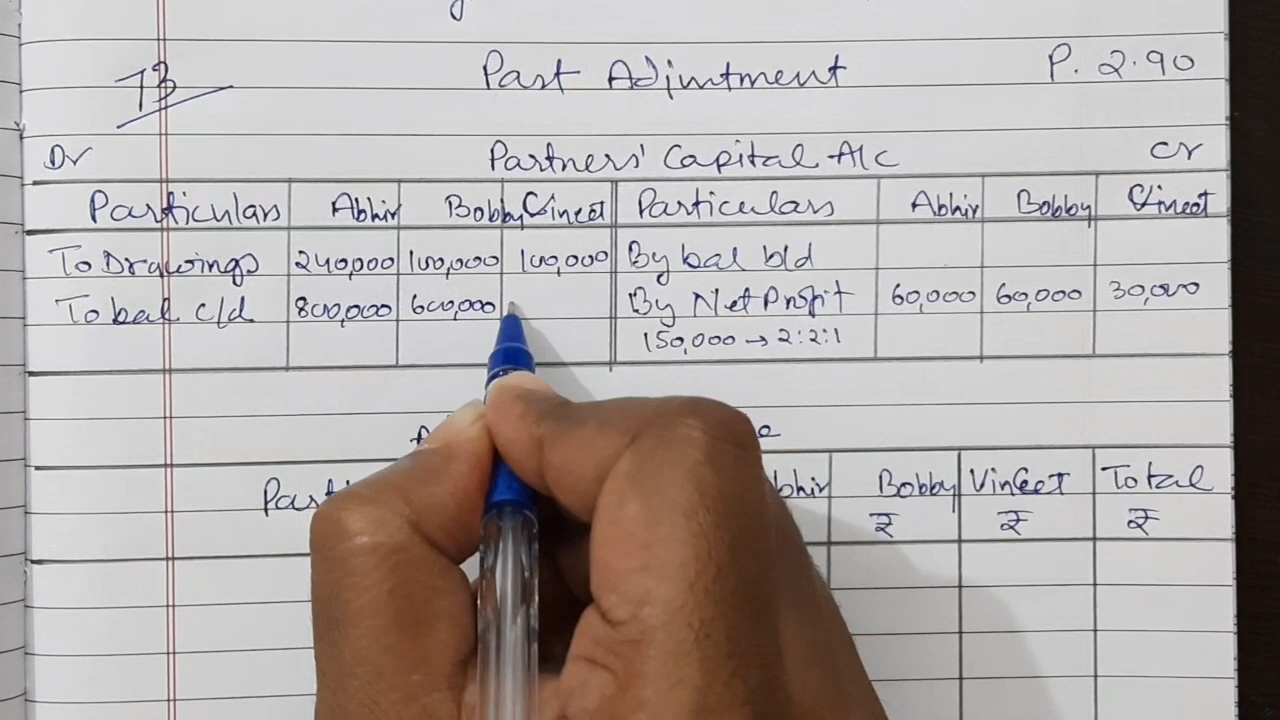 73 Past Adjustment P. 2.90
Dr Partners' Capital A/c Cr
Particulars Abhir Bobby Vineet Particulars Abhir Bobby Vineet
To Drawings 240,000 100,000 100,000 By bal b/d
To bal c/d 800,000 600,000 By Net Profit 60,000 60,000 30,000
150,000 → 2:2:1
Bobby Vineet Total
₹ ₹ ₹